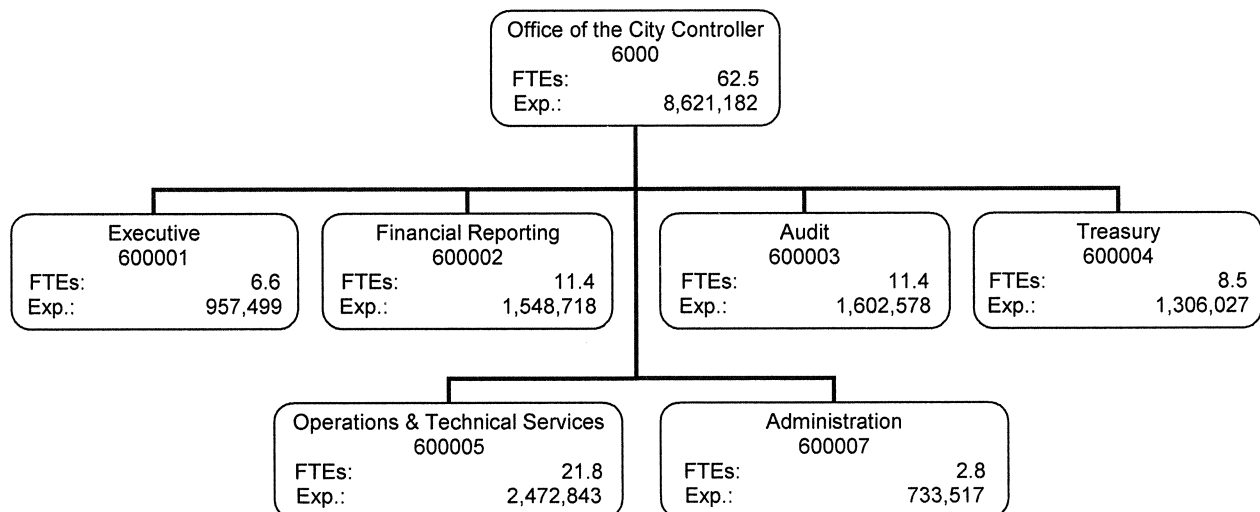 Office of the City Controller
6000
FTEs: 62.5
Exp.: 8,621,182
Executive
600001
FTEs: 6.6
Exp.: 957,499
Financial Reporting
600002
FTEs: 11.4
Exp.: 1,548,718
Audit
600003
FTEs: 11.4
Exp.: 1,602,578
Treasury
600004
FTEs: 8.5
Exp.: 1,306,027
Operations & Technical Services
600005
FTEs: 21.8
Exp.: 2,472,843
Administration
600007
FTEs: 2.8
Exp.: 733,517